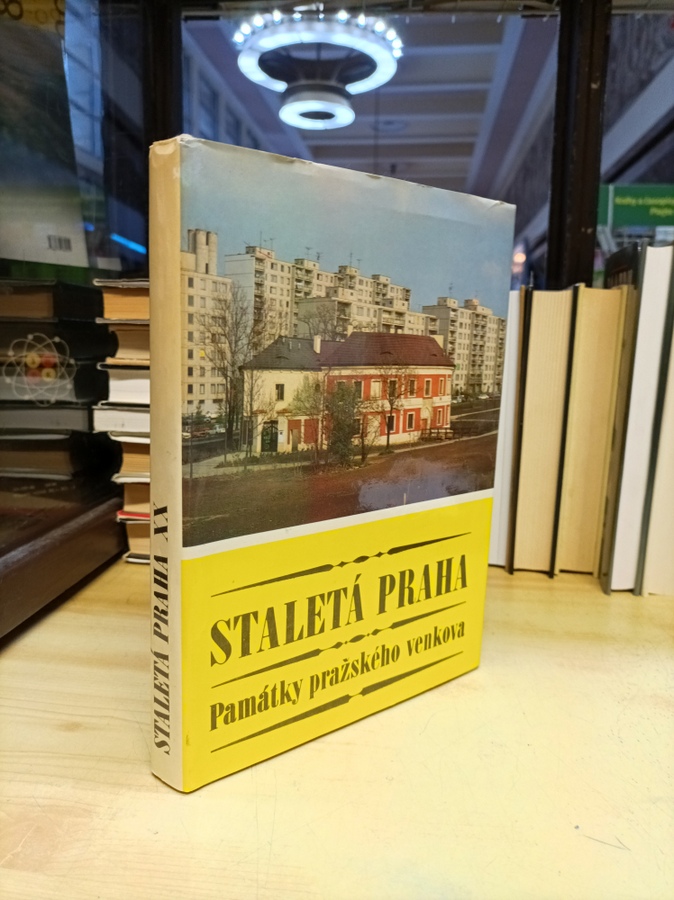 STALETÁ PRAHA XX
STALETÁ PRAHA
Památky pražského venkova